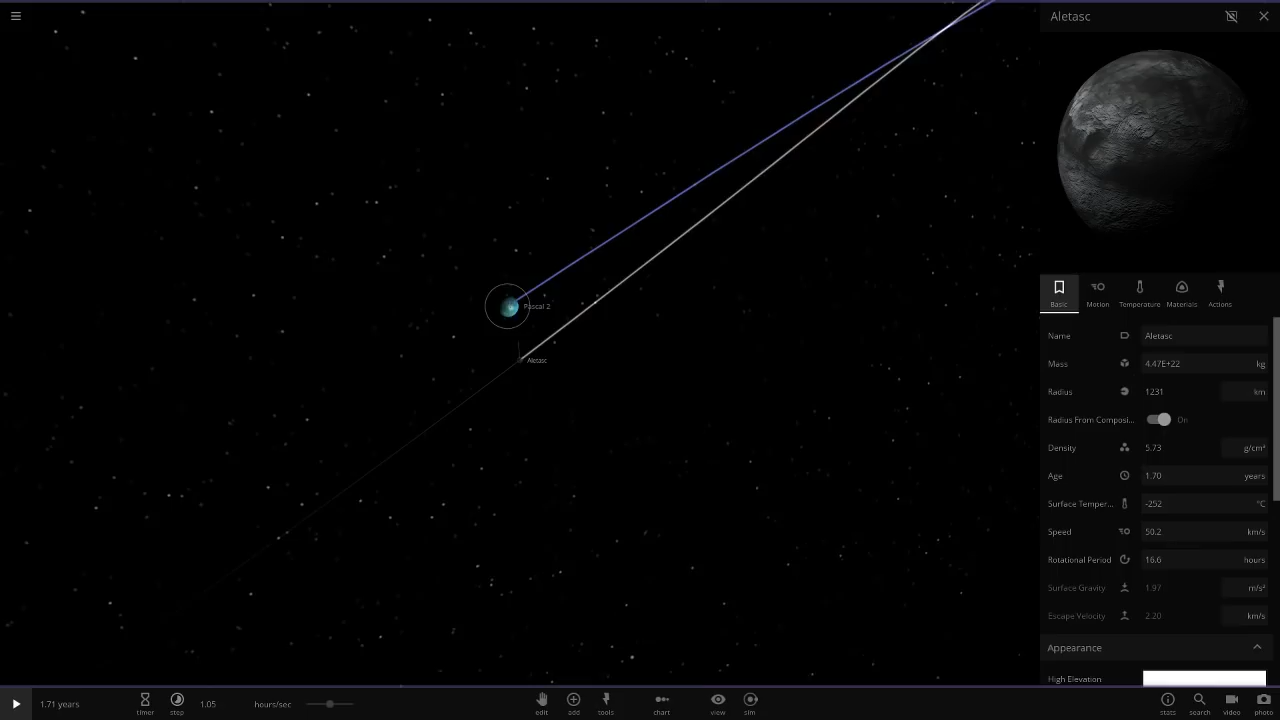 Aletasc
Pascal 2
Aletasc
Basic Motion Temperature Materials Actions
Name Aletasc
Mass 4.47E+22 kg
Radius 1231 km
Radius From Composi... On
Density 5.73 g/cm³
Age 1.70 years
Surface Temper... -252 °C
Speed 50.2 km/s
Rotational Period 16.6 hours
Surface Gravity 1.97 m/s²
Escape Velocity 2.20 km/s
Appearance
High Elevation
1.71 years timer step 1.05 hours/sec edit add tools chart view sim stats search video photo